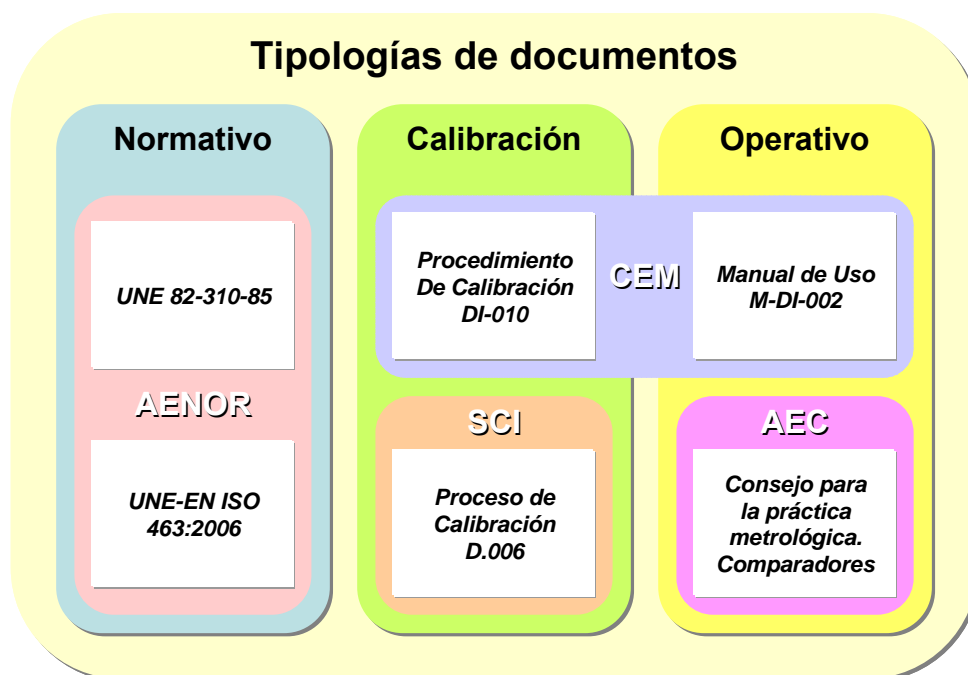 Tipologías de documentos
Normativo
UNE 82-310-85
AENOR
UNE-EN ISO
463:2006
Calibración
Procedimiento
De Calibración
DI-010
CEM
SCI
Proceso de
Calibración
D.006
Operativo
Manual de Uso
M-DI-002
AEC
Consejo para
la práctica
metrológica.
Comparadores